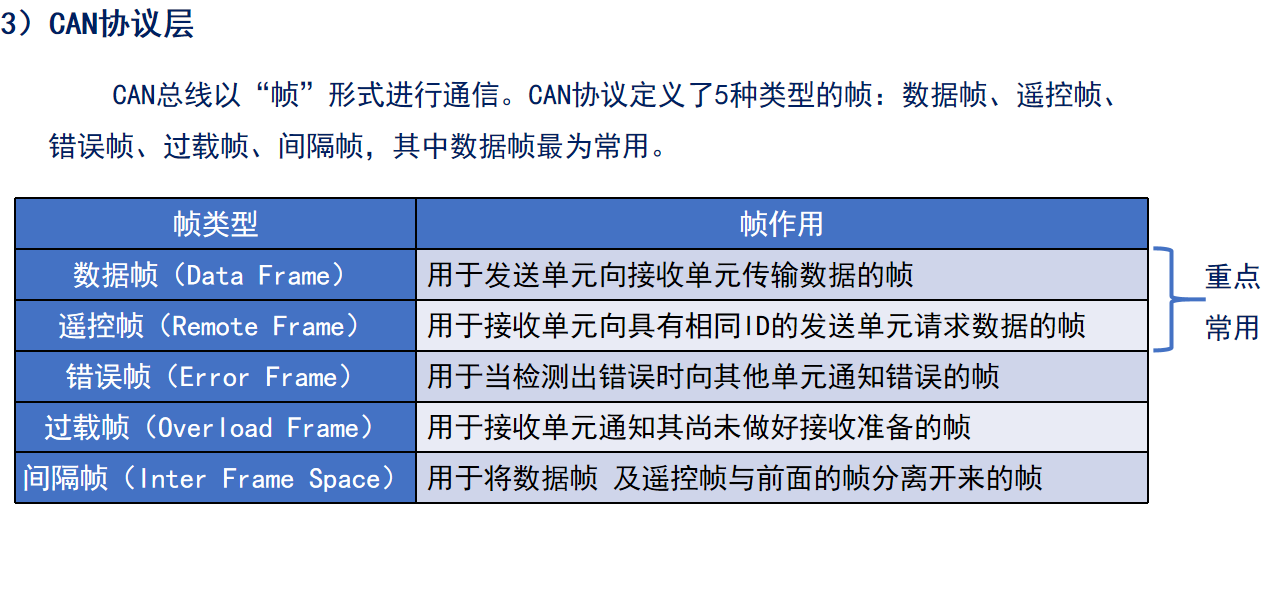 3）CAN协议层
CAN总线以“帧”形式进行通信。CAN协议定义了5种类型的帧：数据帧、遥控帧、
错误帧、过载帧、间隔帧，其中数据帧最为常用。
帧类型 帧作用
数据帧（Data Frame） 用于发送单元向接收单元传输数据的帧
遥控帧（Remote Frame） 用于接收单元向具有相同ID的发送单元请求数据的帧
错误帧（Error Frame） 用于当检测出错误时向其他单元通知错误的帧
过载帧（Overload Frame） 用于接收单元通知其尚未做好接收准备的帧
间隔帧（Inter Frame Space） 用于将数据帧 及遥控帧与前面的帧分离开来的帧
重点
常用